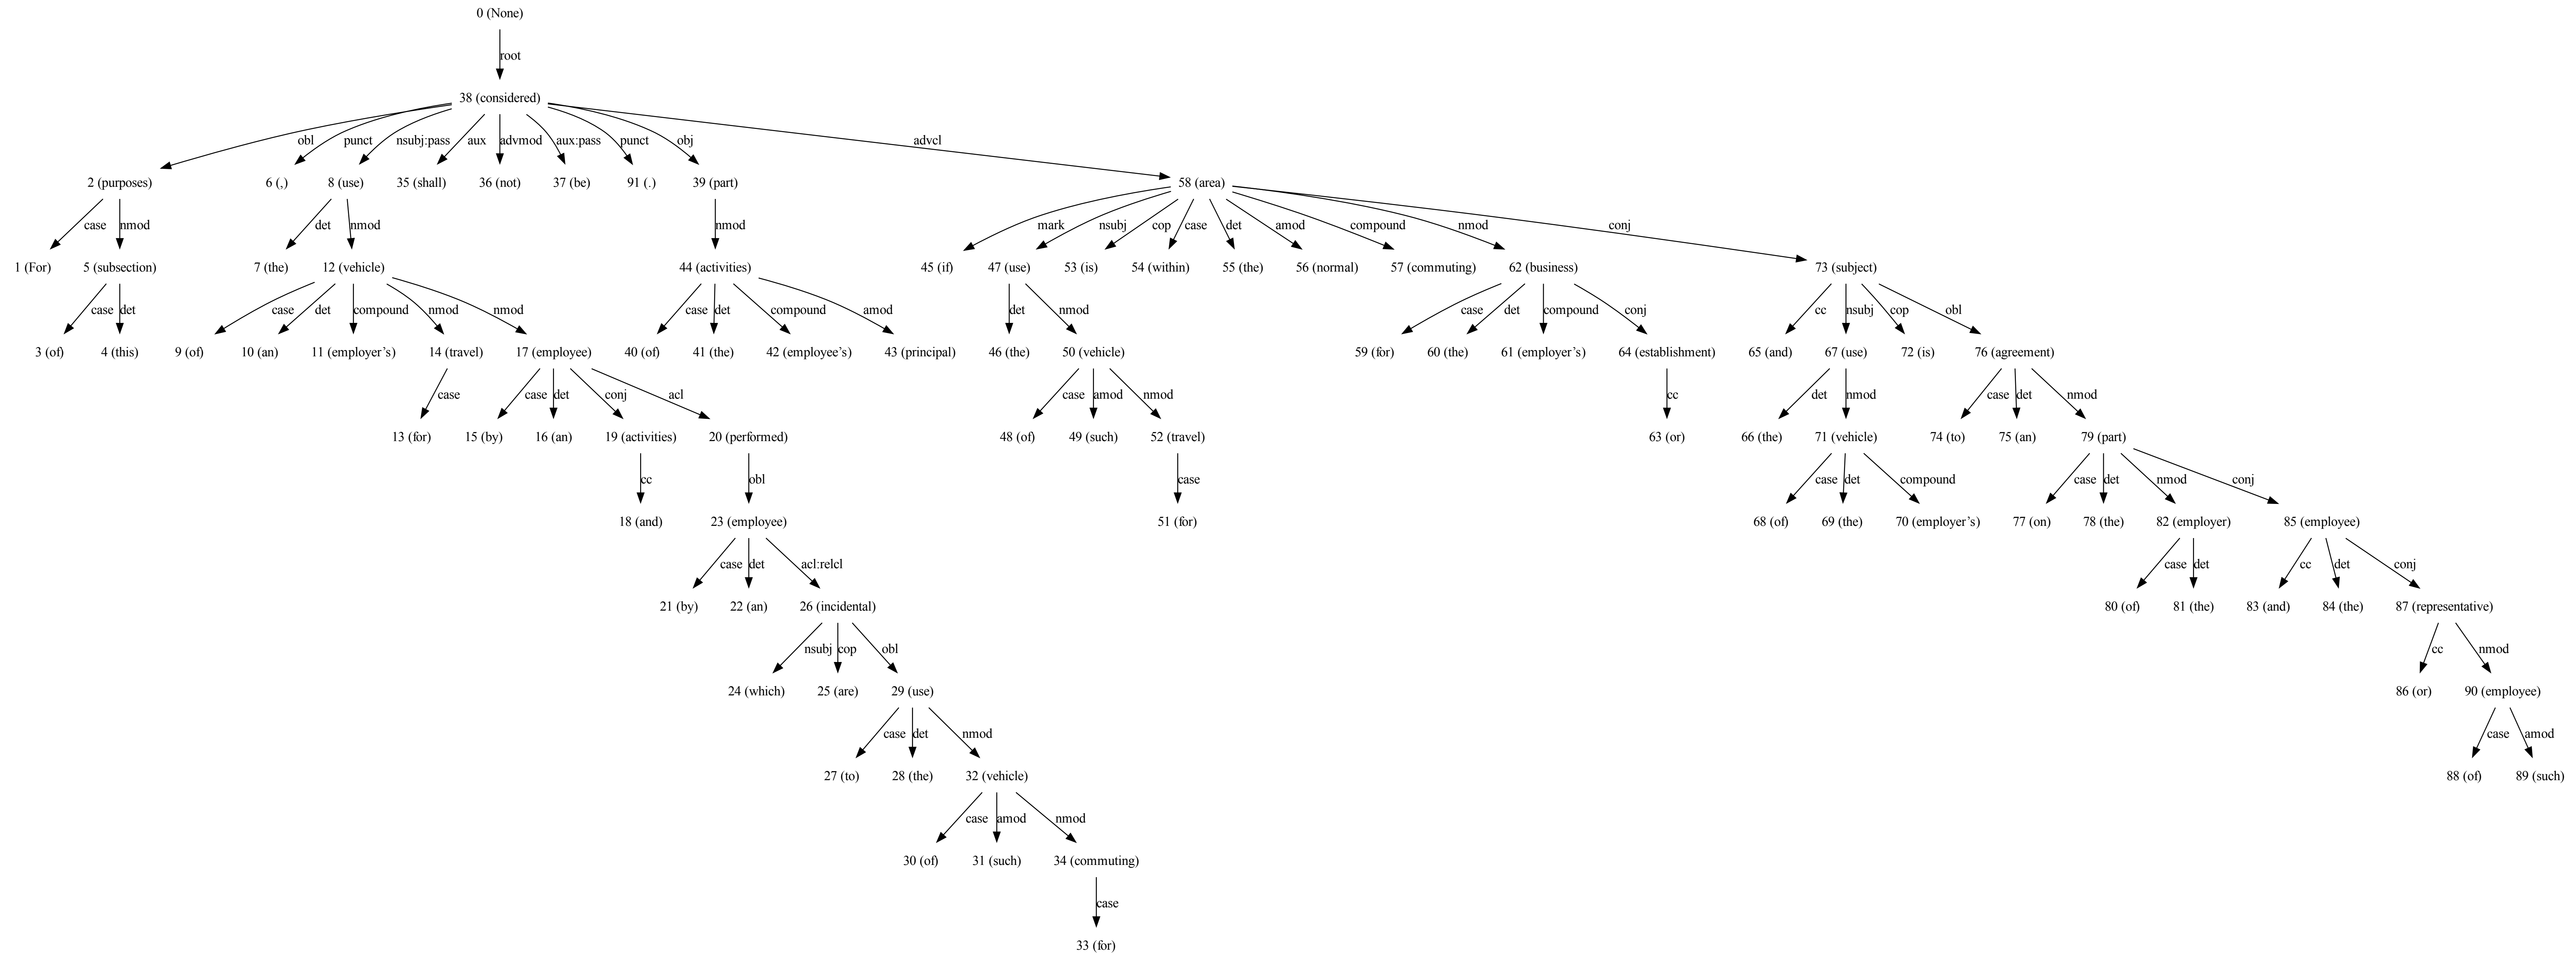 0 (None)
root
38 (considered)
obl punct nsubj:pass aux advmod aux:pass punct obj advcl
2 (purposes) 6 (,) 8 (use) 35 (shall) 36 (not) 37 (be) 91 (.) 39 (part) 58 (area)
case nmod det nmod nmod mark nsubj cop case det amod compound nmod conj
1 (For) 5 (subsection) 7 (the) 12 (vehicle) 44 (activities) 45 (if) 47 (use) 53 (is) 54 (within) 55 (the) 56 (normal) 57 (commuting) 62 (business) 73 (subject)
case det case det compound nmod nmod case det compound amod det nmod case det compound conj cc nsubj cop obl
3 (of) 4 (this) 9 (of) 10 (an) 11 (employer’s) 14 (travel) 17 (employee) 40 (of) 41 (the) 42 (employee’s) 43 (principal) 46 (the) 50 (vehicle) 59 (for) 60 (the) 61 (employer’s) 64 (establishment) 65 (and) 67 (use) 72 (is) 76 (agreement)
case case det conj acl case amod nmod cc det nmod case det nmod
13 (for) 15 (by) 16 (an) 19 (activities) 20 (performed) 48 (of) 49 (such) 52 (travel) 63 (or) 66 (the) 71 (vehicle) 74 (to) 75 (an) 79 (part)
cc obl case case det compound case det nmod conj
18 (and) 23 (employee) 51 (for) 68 (of) 69 (the) 70 (employer’s) 77 (on) 78 (the) 82 (employer) 85 (employee)
case det acl:relcl case det cc det conj
21 (by) 22 (an) 26 (incidental) 80 (of) 81 (the) 83 (and) 84 (the) 87 (representative)
nsubj cop obl cc nmod
24 (which) 25 (are) 29 (use) 86 (or) 90 (employee)
case det nmod case amod
27 (to) 28 (the) 32 (vehicle) 88 (of) 89 (such)
case amod nmod
30 (of) 31 (such) 34 (commuting)
case
33 (for)